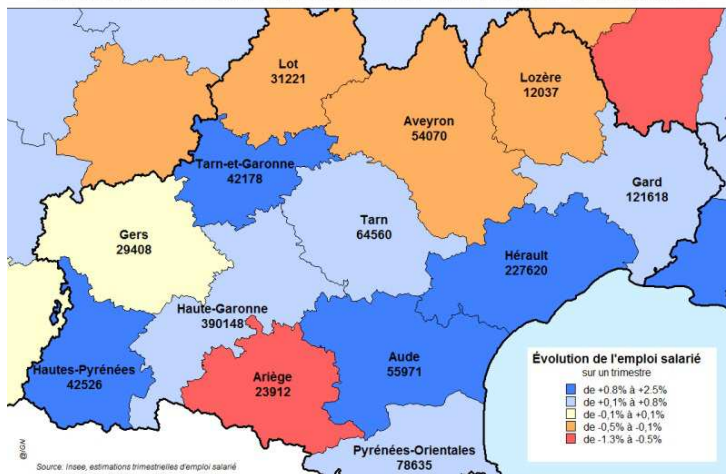 Lot
31221
Lozère
12037
Aveyron
54070
Tarn-et-Garonne
42178
Gard
121618
Tarn
64560
Gers
29408
Hérault
227620
Haute-Garonne
390148
Hautes-Pyrénées
42526
Ariège
23912
Aude
55971
Pyrénées-Orientales
78635
Évolution de l'emploi salarié
sur un trimestre
de +0.8% à +2.5%
de +0,1% à +0.8%
de -0,1% à +0,1%
de -0,5% à -0,1%
de -1.3% à -0.5%
@IGN
Source: Insee, estimations trimestrielles d'emploi salarié